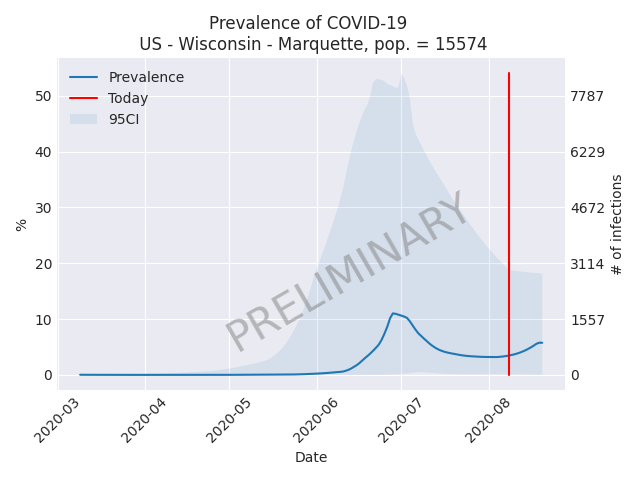 Prevalence of COVID-19
US - Wisconsin - Marquette, pop. = 15574
Prevalence
Today
95CI
50
40
30
20
10
0
%
7787
6229
4672
3114
1557
0
# of infections
PRELIMINARY
2020-03
2020-04
2020-05
2020-06
2020-07
2020-08
Date